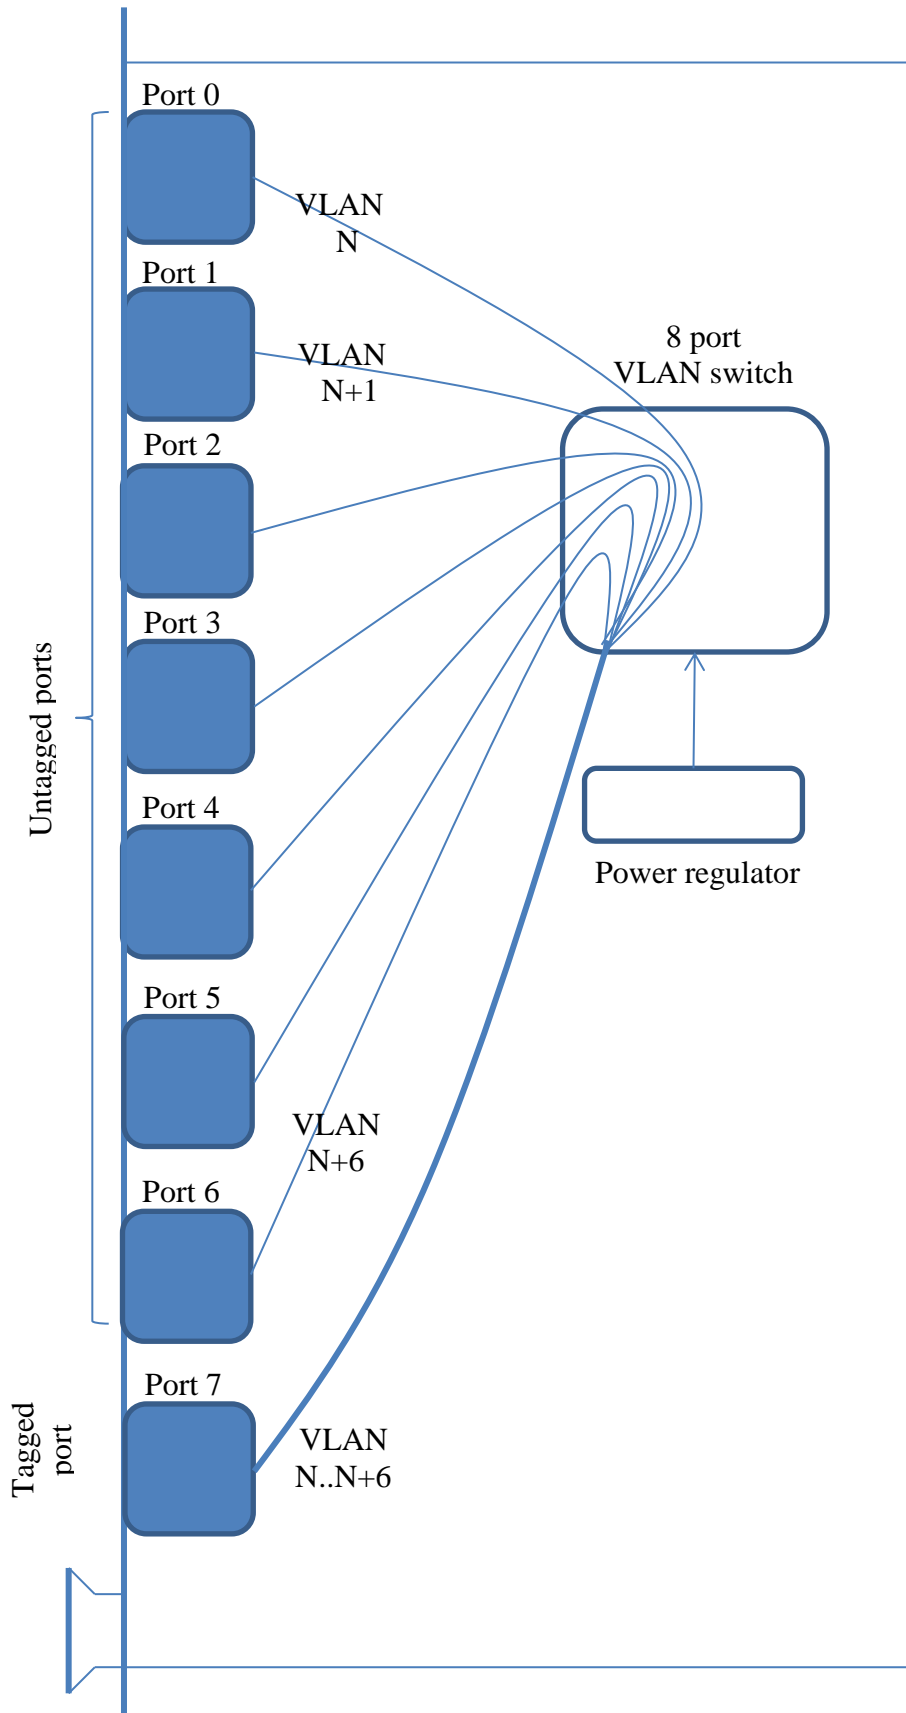 Port 0
VLAN
N
Port 1
VLAN
N+1
8 port
VLAN switch
Port 2
Port 3
Untagged ports
Port 4
Power regulator
Port 5
VLAN
N+6
Port 6
Port 7
Tagged
port
VLAN
N..N+6